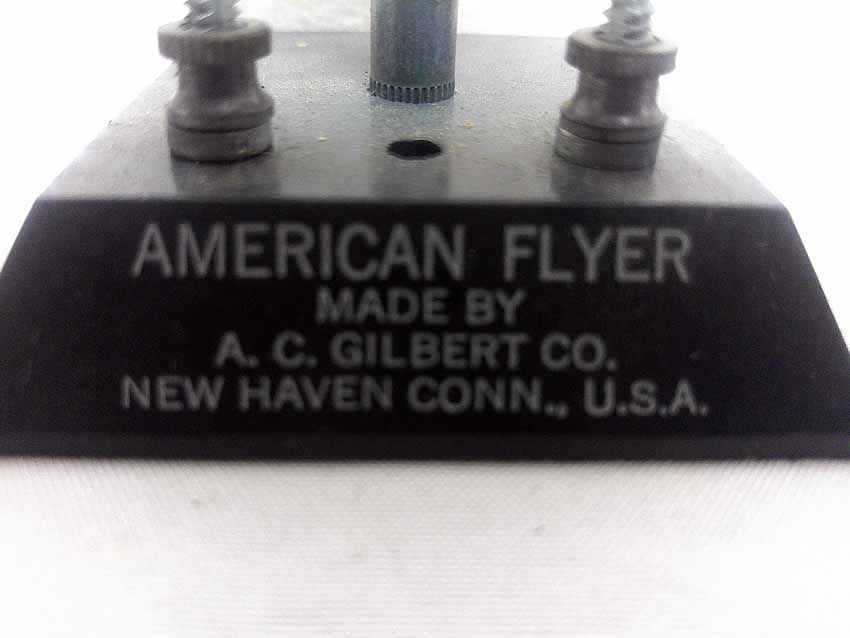 AMERICAN FLYER
MADE BY
A. C. GILBERT CO.
NEW HAVEN CONN., U.S.A.